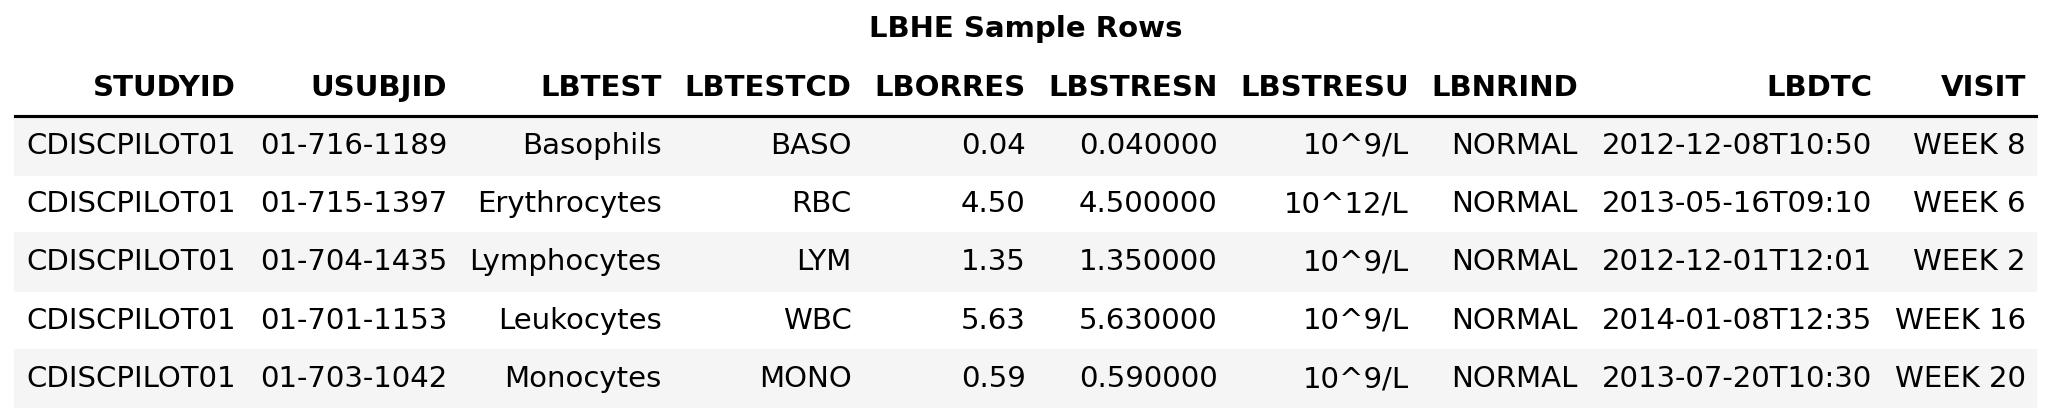 LBHE Sample Rows
STUDYID USUBJID LBTEST LBTESTCD LBORRES LBSTRESN LBSTRESU LBNRIND LBDTC VISIT
CDISCPILOT01 01-716-1189 Basophils BASO 0.04 0.040000 10^9/L NORMAL 2012-12-08T10:50 WEEK 8
CDISCPILOT01 01-715-1397 Erythrocytes RBC 4.50 4.500000 10^12/L NORMAL 2013-05-16T09:10 WEEK 6
CDISCPILOT01 01-704-1435 Lymphocytes LYM 1.35 1.350000 10^9/L NORMAL 2012-12-01T12:01 WEEK 2
CDISCPILOT01 01-701-1153 Leukocytes WBC 5.63 5.630000 10^9/L NORMAL 2014-01-08T12:35 WEEK 16
CDISCPILOT01 01-703-1042 Monocytes MONO 0.59 0.590000 10^9/L NORMAL 2013-07-20T10:30 WEEK 20